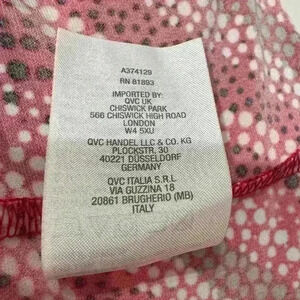 A374129
RN 81893
IMPORTED BY:
QVC UK
CHISWICK PARK
566 CHISWICK HIGH ROAD
LONDON
W4 5XU
QVC HANDEL LLC & CO. KG
PLOCKSTR. 30
40221 DÜSSELDORF
GERMANY
QVC ITALIA S.R.L
VIA GUZZINA 18
20861 BRUGHERIO (MB)
ITALY